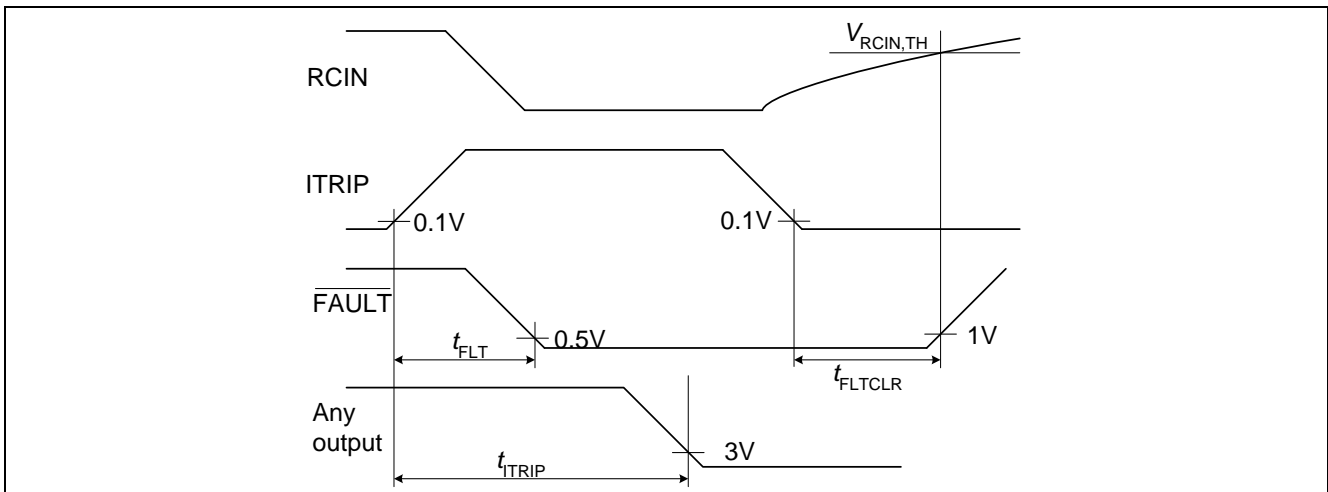 V_RCIN,TH
RCIN
ITRIP
0.1V
0.1V
FAULT
0.5V
1V
t_FLT
t_FLTCLR
Any
output
3V
t_ITRIP